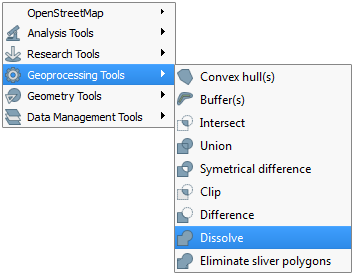 OpenStreetMap
Analysis Tools
Research Tools
Geoprocessing Tools
Geometry Tools
Data Management Tools
Convex hull(s)
Buffer(s)
Intersect
Union
Symetrical difference
Clip
Difference
Dissolve
Eliminate sliver polygons